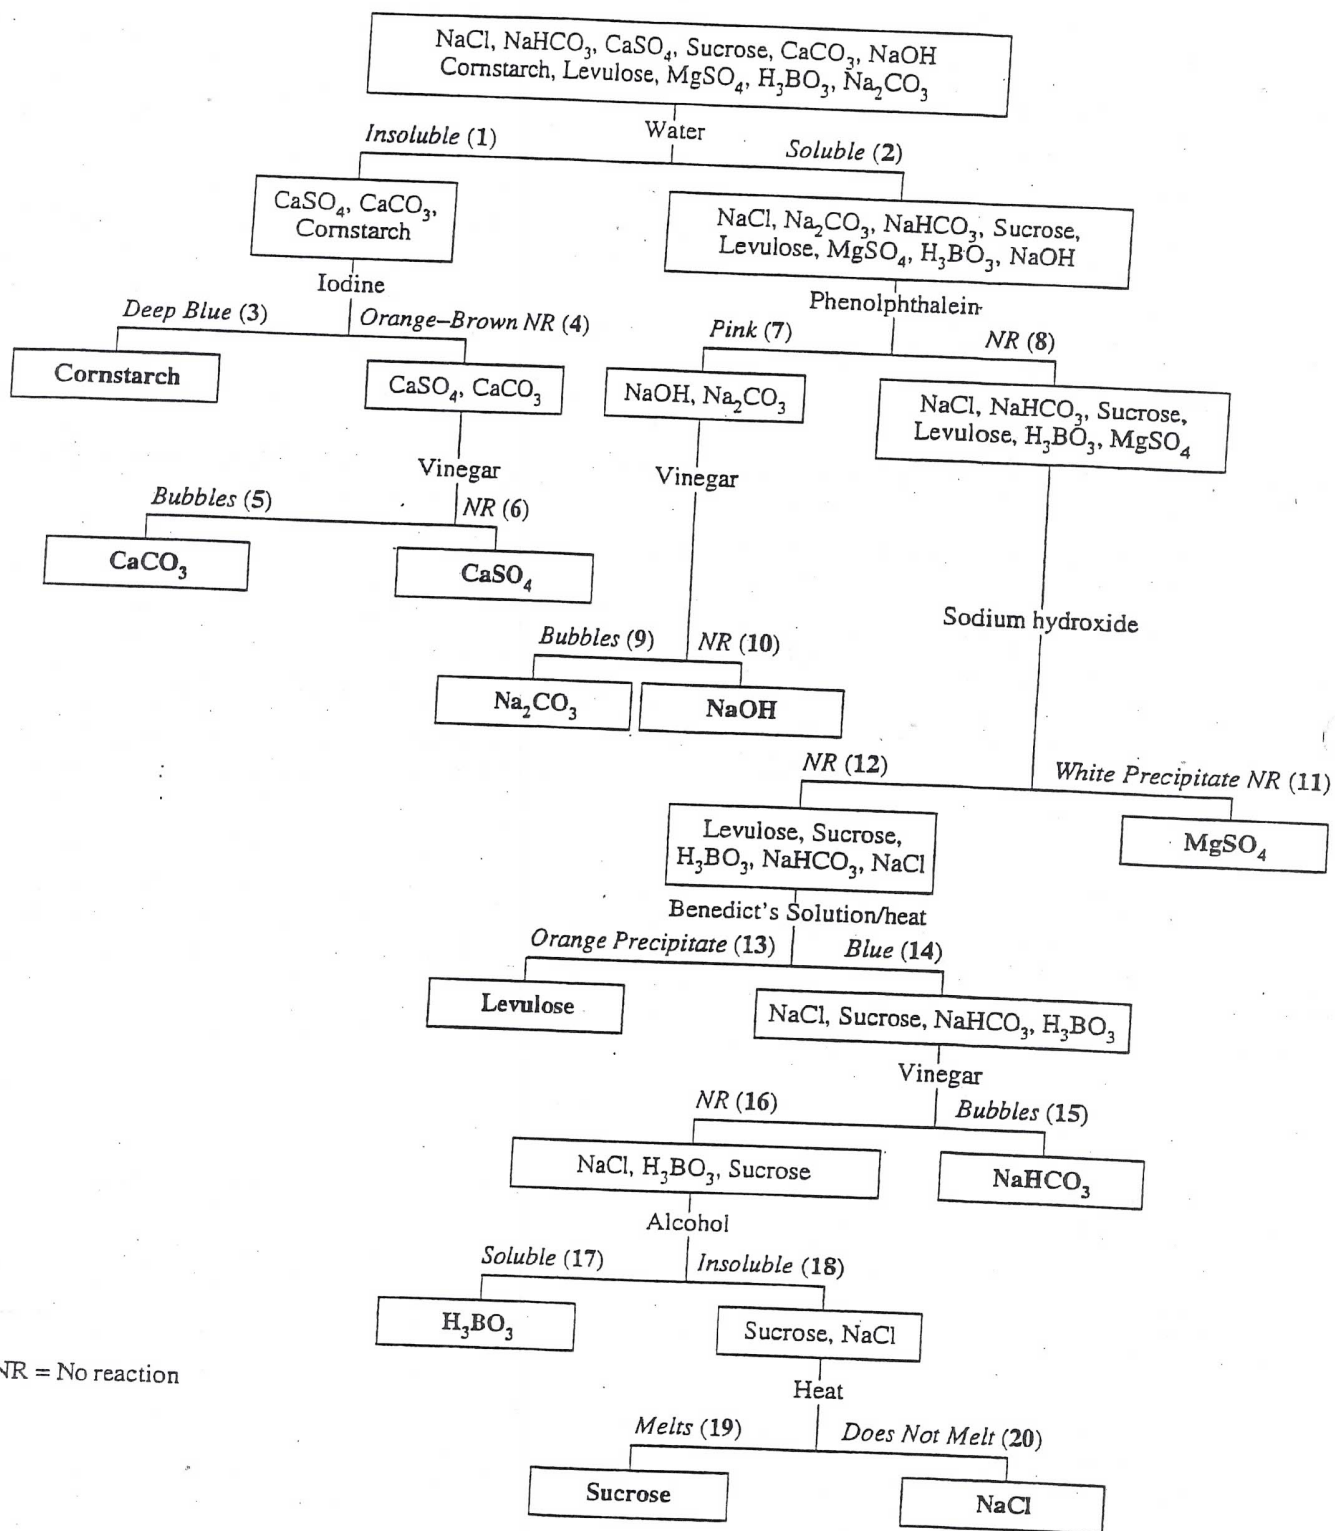 NaCl, NaHCO₃, CaSO₄, Sucrose, CaCO₃, NaOH
Cornstarch, Levulose, MgSO₄, H₃BO₃, Na₂CO₃
Water
Insoluble (1)
Soluble (2)
CaSO₄, CaCO₃,
Cornstarch
NaCl, Na₂CO₃, NaHCO₃, Sucrose,
Levulose, MgSO₄, H₃BO₃, NaOH
Iodine
Phenolphthalein
Deep Blue (3)
Orange–Brown NR (4)
Pink (7)
NR (8)
Cornstarch
CaSO₄, CaCO₃
NaOH, Na₂CO₃
NaCl, NaHCO₃, Sucrose,
Levulose, H₃BO₃, MgSO₄
Vinegar
Vinegar
Bubbles (5)
NR (6)
CaCO₃
CaSO₄
Sodium hydroxide
Bubbles (9)
NR (10)
Na₂CO₃
NaOH
NR (12)
White Precipitate NR (11)
Levulose, Sucrose,
H₃BO₃, NaHCO₃, NaCl
MgSO₄
Benedict's Solution/heat
Orange Precipitate (13)
Blue (14)
Levulose
NaCl, Sucrose, NaHCO₃, H₃BO₃
Vinegar
NR (16)
Bubbles (15)
NaCl, H₃BO₃, Sucrose
NaHCO₃
Alcohol
Soluble (17)
Insoluble (18)
H₃BO₃
Sucrose, NaCl
NR = No reaction
Heat
Melts (19)
Does Not Melt (20)
Sucrose
NaCl